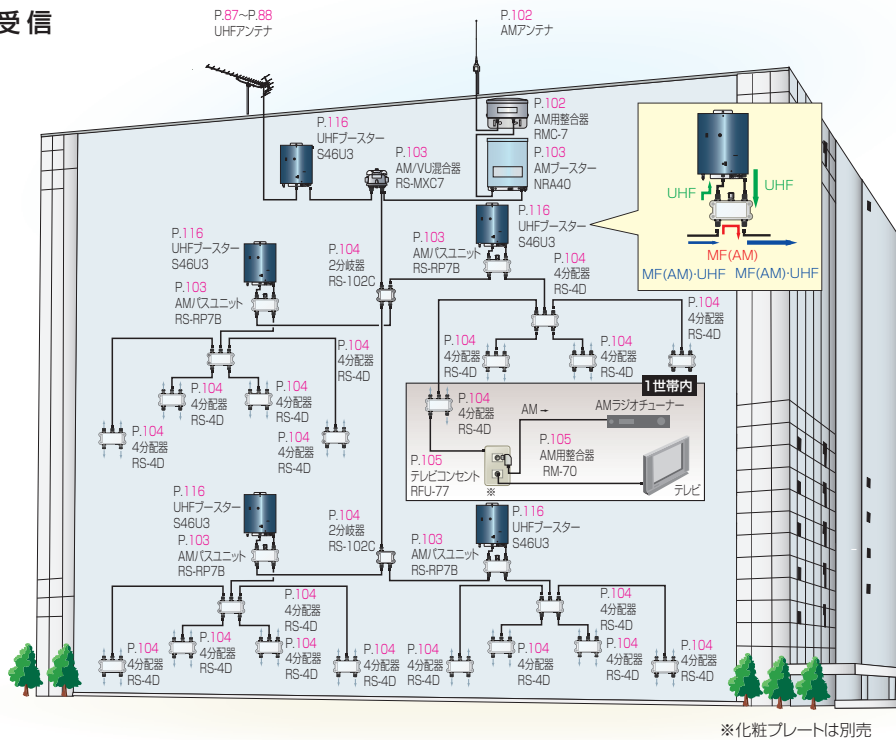 受信
P.87～P.88
UHFアンテナ
P.102
AMアンテナ
P.116
UHFブースター
S46U3
P.103
AM/VU混合器
RS-MXC7
P.102
AM用整合器
RMC-7
P.103
AMブースター
NRA40
UHF
UHF
MF(AM)
MF(AM)･UHF
MF(AM)･UHF
P.116
UHFブースター
S46U3
P.103
AMパスユニット
RS-RP7B
P.104
2分岐器
RS-102C
P.103
AMパスユニット
RS-RP7B
P.116
UHFブースター
S46U3
P.104
4分配器
RS-4D
P.104
4分配器
RS-4D
P.104
4分配器
RS-4D
P.104
4分配器
RS-4D
P.104
4分配器
RS-4D
P.104
4分配器
RS-4D
P.104
4分配器
RS-4D
P.104
4分配器
RS-4D
P.104
4分配器
RS-4D
1世帯内
P.104
4分配器
RS-4D
AM→
AMラジオチューナー
P.105
テレビコンセント
RFU-77
※
P.105
AM用整合器
RM-70
テレビ
P.116
UHFブースター
S46U3
P.103
AMパスユニット
RS-RP7B
P.104
2分岐器
RS-102C
P.103
AMパスユニット
RS-RP7B
P.116
UHFブースター
S46U3
P.104
4分配器
RS-4D
P.104
4分配器
RS-4D
P.104
4分配器
RS-4D
P.104
4分配器
RS-4D
P.104
4分配器
RS-4D
P.104
4分配器
RS-4D
P.104
4分配器
RS-4D
P.104
4分配器
RS-4D
P.104
4分配器
RS-4D
P.104
4分配器
RS-4D
※化粧プレートは別売